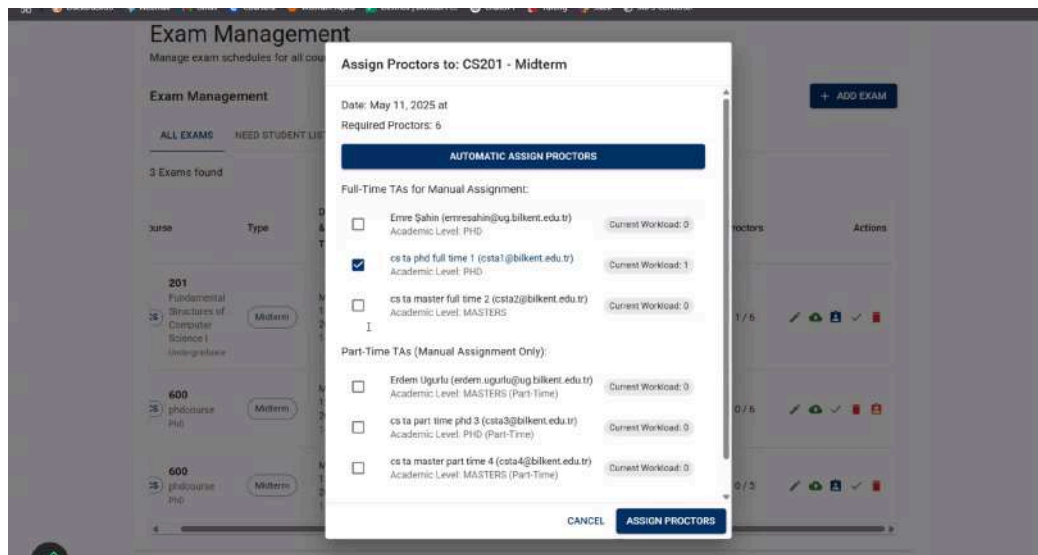 Exam Management
Manage exam schedules for all cou
Exam Management
+ ADD EXAM
ALL EXAMS
NEED STUDENT LIS
3 Exams found
Type
Actions
201
Fundamental
Structures of
Computer
Science I
Undergraduate
Midterm
1/6
600
phdcourse
PhD
Midterm
0/6
600
phdcourse
PhD
Midterm
Assign Proctors to: CS201 - Midterm
Date: May 11, 2025 at
Required Proctors: 6
AUTOMATIC ASSIGN PROCTORS
Full-Time TAs for Manual Assignment:
Emre Şahin (emresahin@ug.bilkent.edu.tr)
Academic Level: PHD
Current Workload: 0
cs ta phd full time 1 (csta1@bilkent.edu.tr)
Academic Level: PHD
Current Workload: 1
cs ta master full time 2 (csta2@bilkent.edu.tr)
Academic Level: MASTERS
Current Workload: 0
Part-Time TAs (Manual Assignment Only):
Erdem Ugurlu (erdem.ugurlu@ug.bilkent.edu.tr)
Academic Level: MASTERS (Part-Time)
Current Workload: 0
cs ta part time phd 3 (csta3@bilkent.edu.tr)
Academic Level: PHD (Part-Time)
Current Workload: 0
cs ta master part time 4 (csta4@bilkent.edu.tr)
Academic Level: MASTERS (Part-Time)
Current Workload: 0
CANCEL
ASSIGN PROCTORS